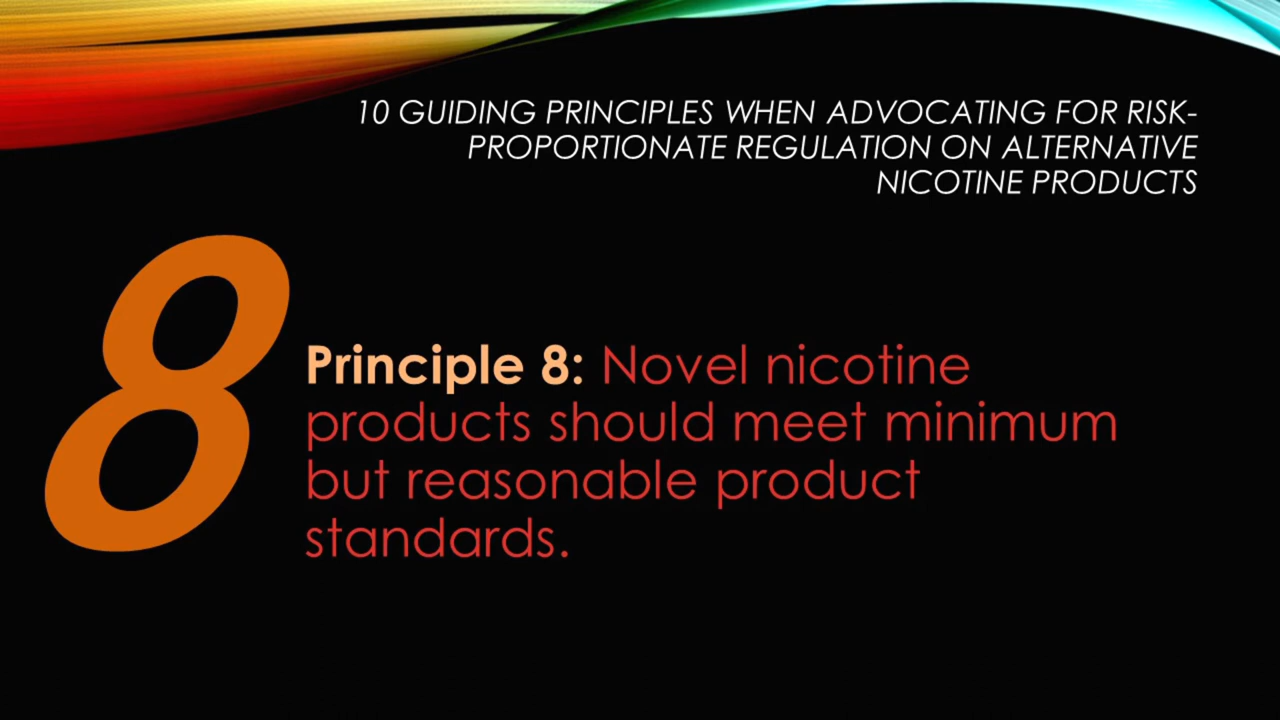 10 GUIDING PRINCIPLES WHEN ADVOCATING FOR RISK-
PROPORTIONATE REGULATION ON ALTERNATIVE
NICOTINE PRODUCTS
8
Principle 8: Novel nicotine
products should meet minimum
but reasonable product
standards.